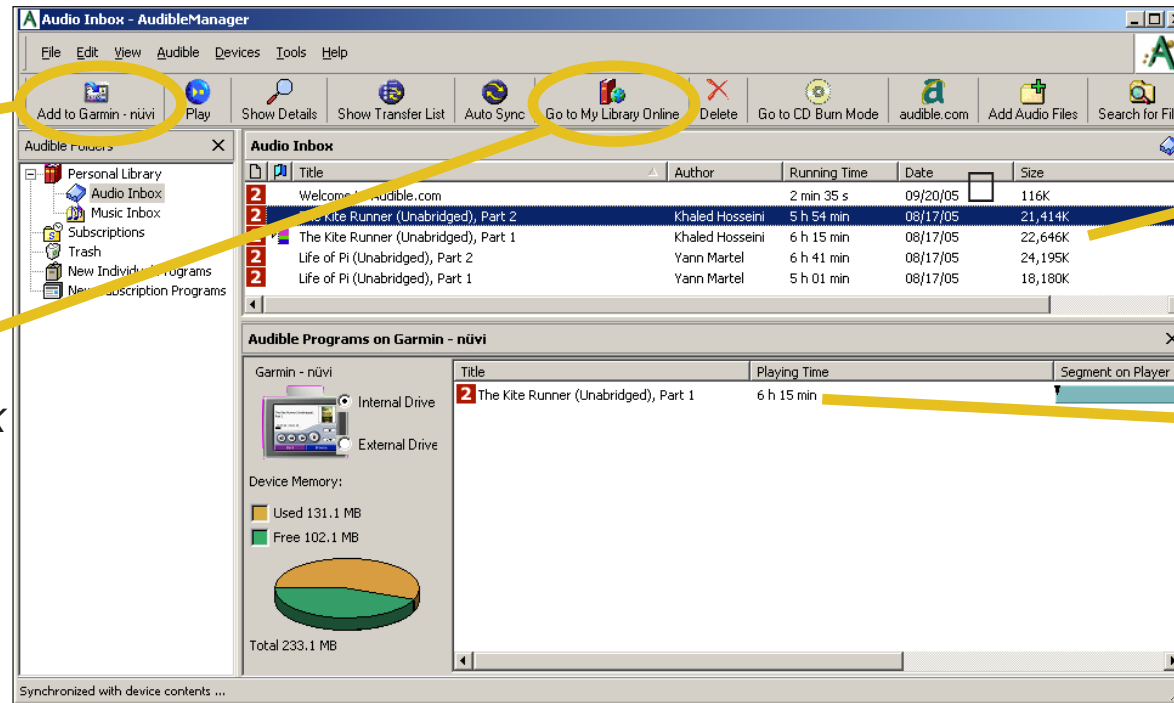 Audio Inbox - AudibleManager
File Edit View Audible Devices Tools Help
Add to Garmin - nüvi Play Show Details Show Transfer List Auto Sync Go to My Library Online Delete Go to CD Burn Mode audible.com Add Audio Files Search for Fil
Audible Folders
Personal Library
Audio Inbox
Music Inbox
Subscriptions
Trash
New Individual Programs
New Subscription Programs
Audio Inbox
Title Author Running Time Date Size
2 Welcome to Audible.com 2 min 35 s 09/20/05 116K
2 The Kite Runner (Unabridged), Part 2 Khaled Hosseini 5 h 54 min 08/17/05 21,414K
2 The Kite Runner (Unabridged), Part 1 Khaled Hosseini 6 h 15 min 08/17/05 22,646K
2 Life of Pi (Unabridged), Part 2 Yann Martel 6 h 41 min 08/17/05 24,195K
2 Life of Pi (Unabridged), Part 1 Yann Martel 5 h 01 min 08/17/05 18,180K
Audible Programs on Garmin - nüvi
Garmin - nüvi
Internal Drive
External Drive
Device Memory:
Used 131.1 MB
Free 102.1 MB
Total 233.1 MB
Title Playing Time Segment on Player
2 The Kite Runner (Unabridged), Part 1 6 h 15 min
Synchronized with device contents ...